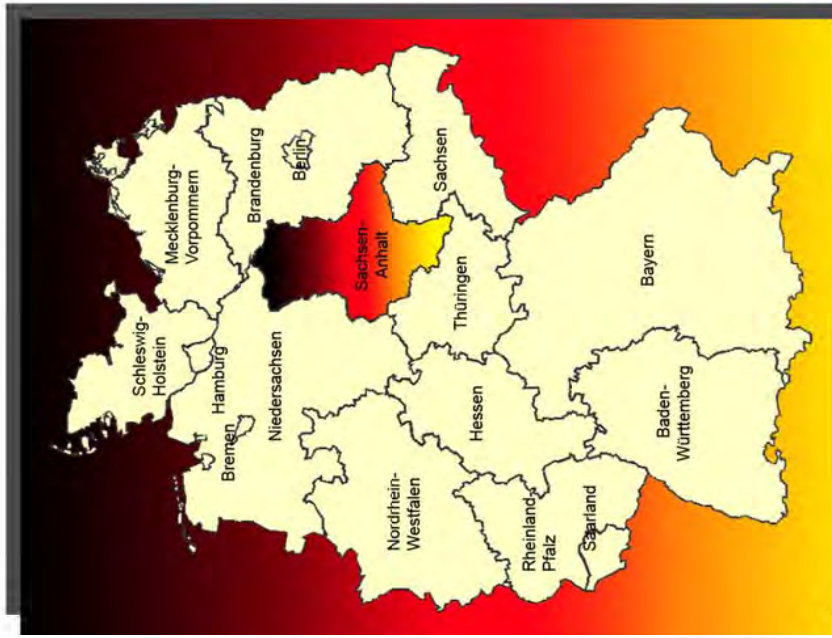 Schleswig-
Holstein
Mecklenburg-
Vorpommern
Hamburg
Bremen
Niedersachsen
Brandenburg
Berlin
Sachsen-
Anhalt
Nordrhein-
Westfalen
Hessen
Thüringen
Sachsen
Rheinland-
Pfalz
Saarland
Baden-
Württemberg
Bayern